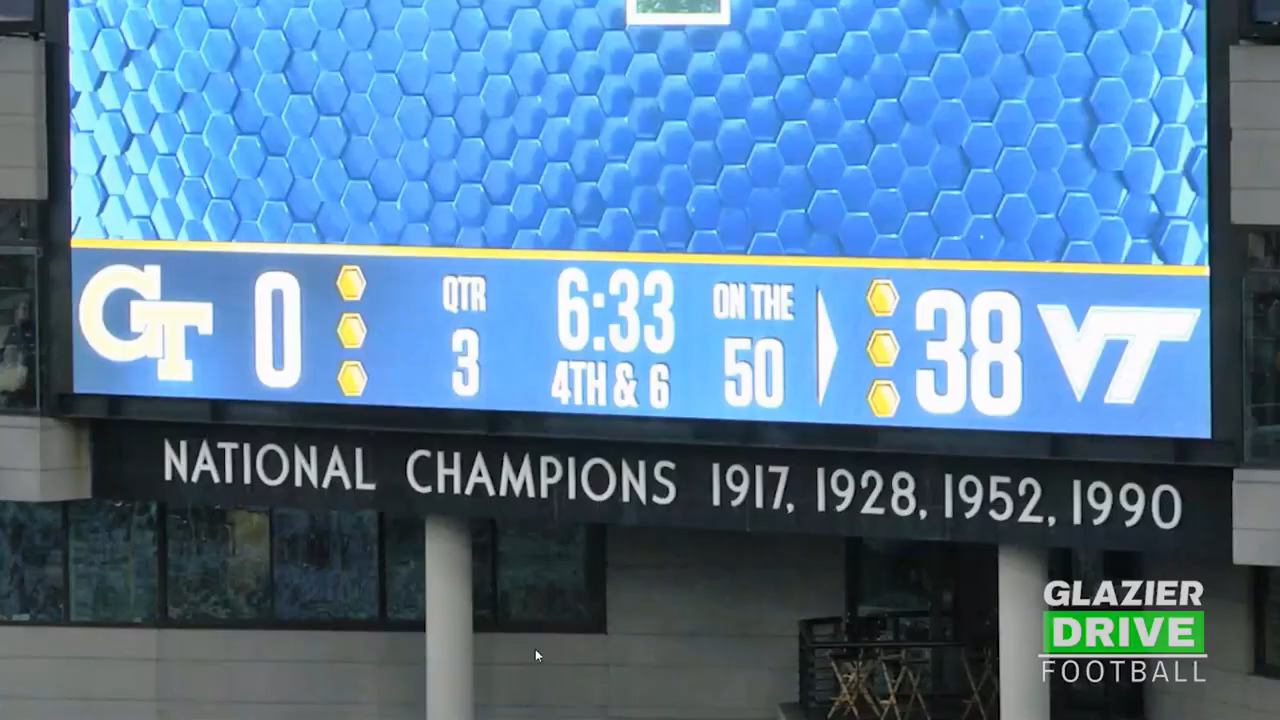 GT 0 QTR 3 6:33 4TH & 6 ON THE 50 38 VT
NATIONAL CHAMPIONS 1917, 1928, 1952, 1990
GLAZIER
DRIVE
FOOTBALL